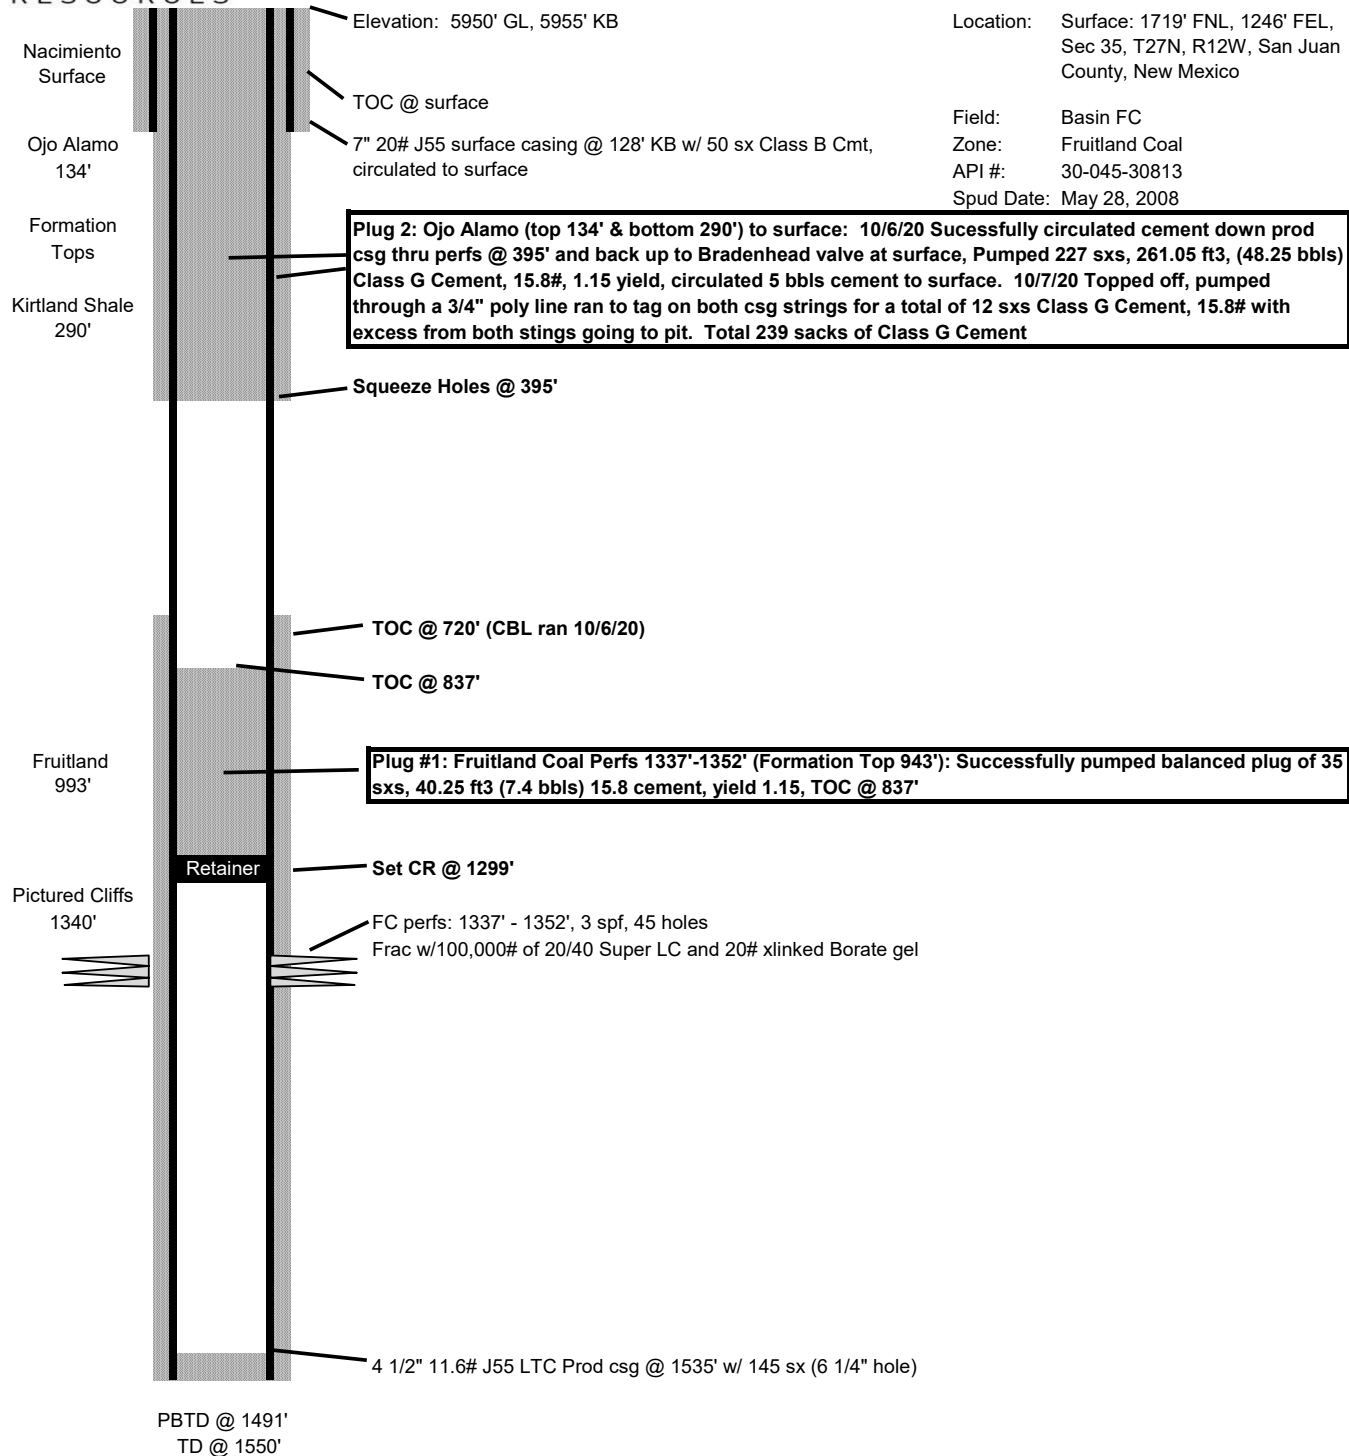 RESOURCES
Elevation: 5950' GL, 5955' KB
Location: Surface: 1719' FNL, 1246' FEL,
Sec 35, T27N, R12W, San Juan
County, New Mexico
Nacimiento
Surface
TOC @ surface
Field: Basin FC
Zone: Fruitland Coal
API #: 30-045-30813
Spud Date: May 28, 2008
7" 20# J55 surface casing @ 128' KB w/ 50 sx Class B Cmt,
circulated to surface
Ojo Alamo
134'
Formation
Tops
Plug 2: Ojo Alamo (top 134' & bottom 290') to surface: 10/6/20 Sucessfully circulated cement down prod
csg thru perfs @ 395' and back up to Bradenhead valve at surface, Pumped 227 sxs, 261.05 ft3, (48.25 bbls)
Class G Cement, 15.8#, 1.15 yield, circulated 5 bbls cement to surface. 10/7/20 Topped off, pumped
through a 3/4" poly line ran to tag on both csg strings for a total of 12 sxs Class G Cement, 15.8# with
excess from both stings going to pit. Total 239 sacks of Class G Cement
Kirtland Shale
290'
Squeeze Holes @ 395'
TOC @ 720' (CBL ran 10/6/20)
TOC @ 837'
Fruitland
993'
Plug #1: Fruitland Coal Perfs 1337'-1352' (Formation Top 943'): Successfully pumped balanced plug of 35
sxs, 40.25 ft3 (7.4 bbls) 15.8 cement, yield 1.15, TOC @ 837'
Retainer
Set CR @ 1299'
Pictured Cliffs
1340'
FC perfs: 1337' - 1352', 3 spf, 45 holes
Frac w/100,000# of 20/40 Super LC and 20# xlinked Borate gel
4 1/2" 11.6# J55 LTC Prod csg @ 1535' w/ 145 sx (6 1/4" hole)
PBTD @ 1491'
TD @ 1550'